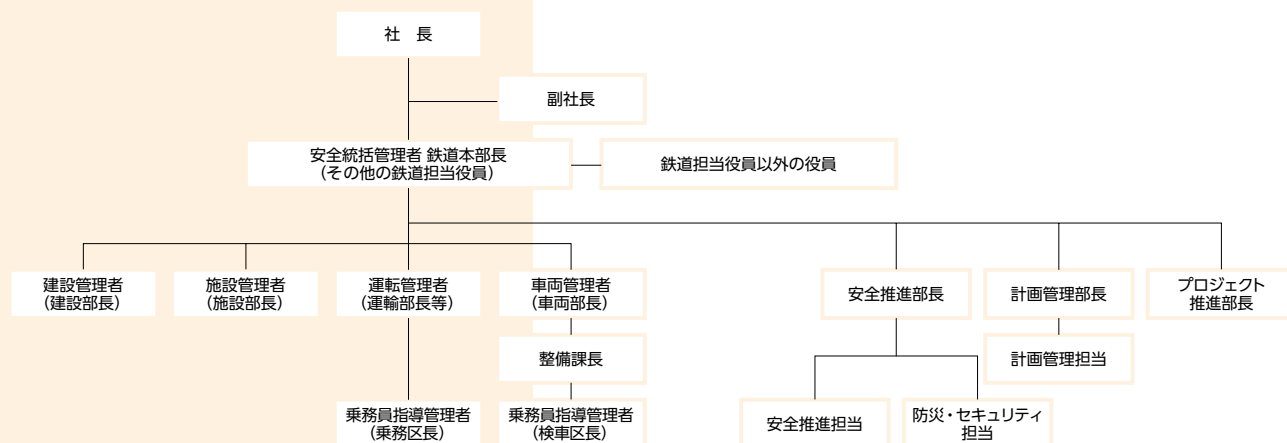 社　長
副社長
安全統括管理者 鉄道本部長
（その他の鉄道担当役員）
鉄道担当役員以外の役員
建設管理者
（建設部長）
施設管理者
（施設部長）
運転管理者
（運輸部長等）
車両管理者
（車両部長）
安全推進部長
計画管理部長
プロジェクト
推進部長
整備課長
計画管理担当
乗務員指導管理者
（乗務区長）
乗務員指導管理者
（検車区長）
安全推進担当
防災・セキュリティ
担当